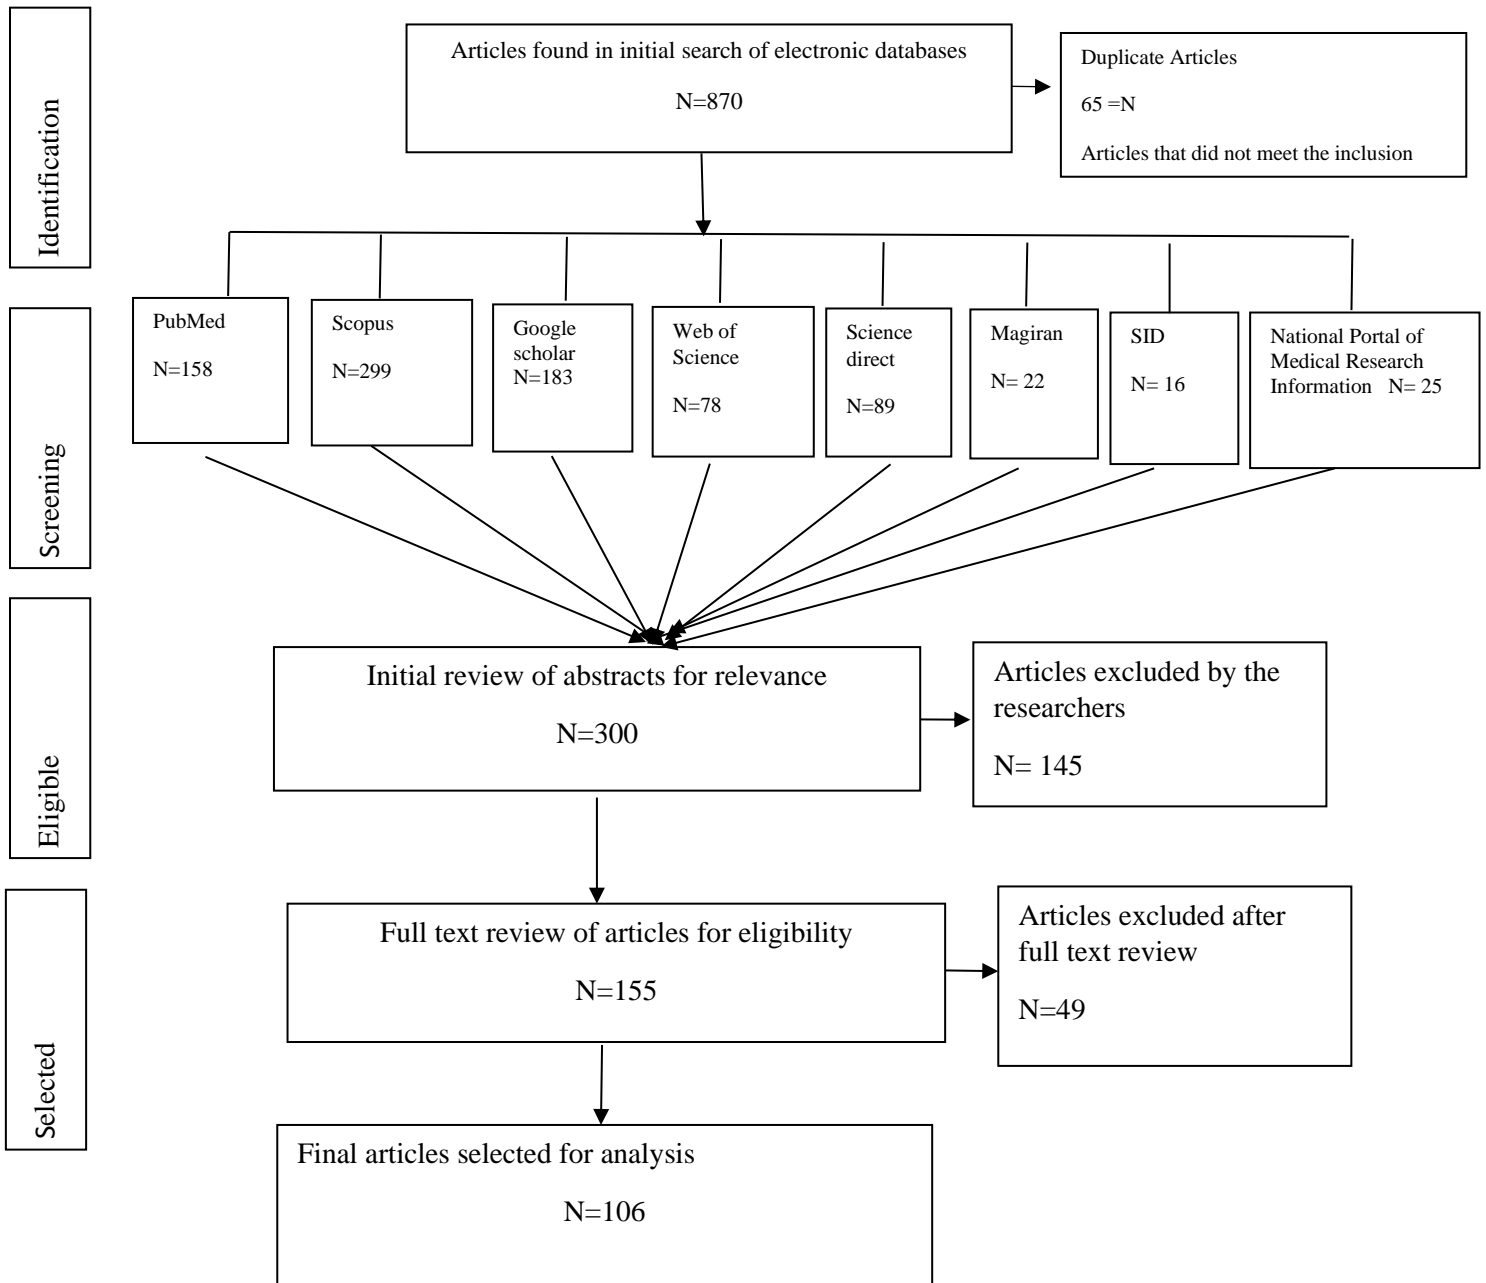 Identification
Articles found in initial search of electronic databases
N=870
Duplicate Articles
65 =N
Articles that did not meet the inclusion
Screening
PubMed
N=158
Scopus
N=299
Google
scholar
N=183
Web of
Science
N=78
Science
direct
N=89
Magiran
N= 22
SID
N= 16
National Portal of
Medical Research
Information N= 25
Eligible
Initial review of abstracts for relevance
N=300
Articles excluded by the
researchers
N= 145
Full text review of articles for eligibility
N=155
Articles excluded after
full text review
N=49
Selected
Final articles selected for analysis
N=106